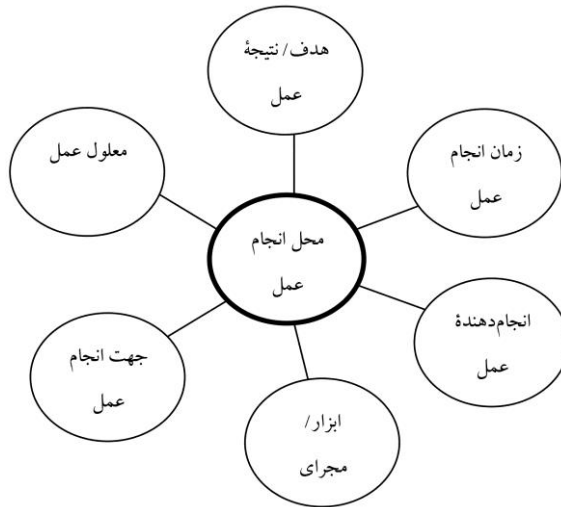 هدف/ نتیجهٔ
عمل
معلول عمل
زمان انجام
عمل
محل انجام
عمل
جهت انجام
عمل
انجام‌دهندهٔ
عمل
ابزار/
مجرای